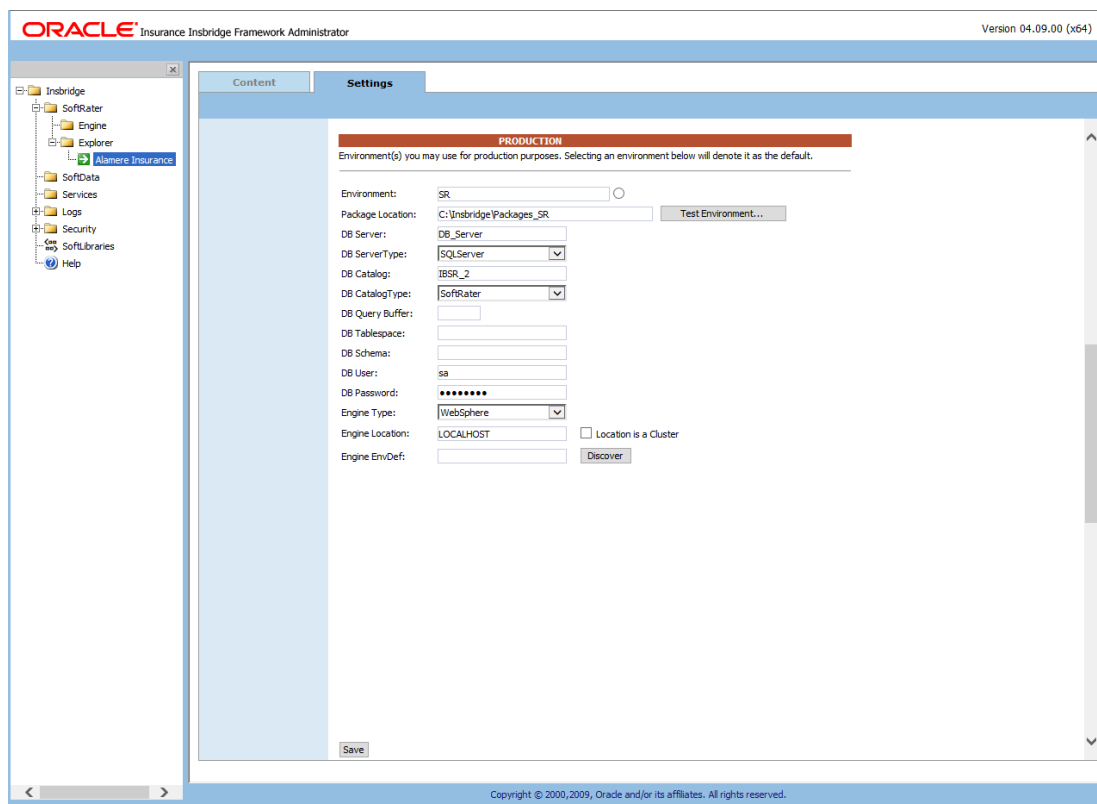 ORACLE Insurance Insbridge Framework Administrator
Version 04.09.00 (x64)
Insbridge
SoftRater
Engine
Explorer
Alamere Insurance
SoftData
Services
Logs
Security
SoftLibraries
Help
Content
Settings
PRODUCTION
Environment(s) you may use for production purposes. Selecting an environment below will denote it as the default.
Environment: SR
Package Location: C:\Insbridge\Packages_SR Test Environment...
DB Server: DB_Server
DB ServerType: SQLServer
DB Catalog: IBSR_2
DB CatalogType: SoftRater
DB Query Buffer:
DB Tablespace:
DB Schema:
DB User: sa
DB Password: ••••••••
Engine Type: WebSphere
Engine Location: LOCALHOST Location is a Cluster
Engine EnvDef: Discover
Save
Copyright © 2000,2009, Oracle and/or its affiliates. All rights reserved.